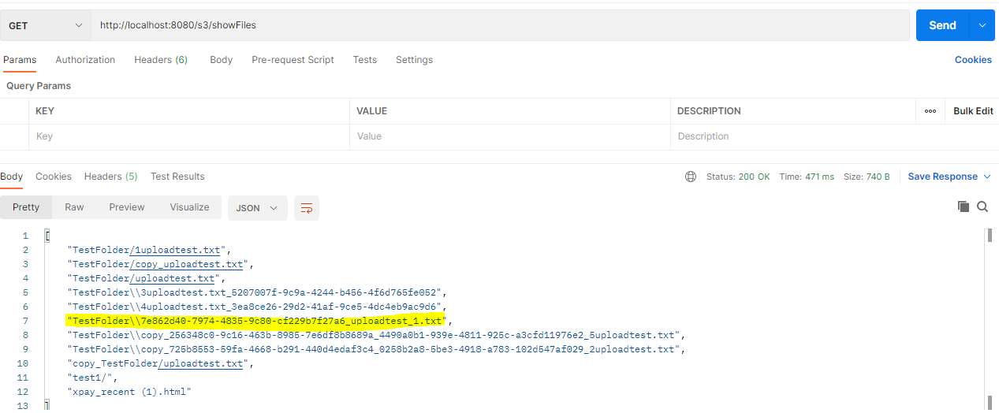 GET http://localhost:8080/s3/showFiles Send
Params Authorization Headers (6) Body Pre-request Script Tests Settings Cookies
Query Params
KEY VALUE DESCRIPTION ooo Bulk Edit
Key Value Description
Body Cookies Headers (5) Test Results Status: 200 OK Time: 471 ms Size: 740 B Save Response
Pretty Raw Preview Visualize JSON
1 [
2 "TestFolder/1uploadtest.txt",
3 "TestFolder/copy_uploadtest.txt",
4 "TestFolder/uploadtest.txt",
5 "TestFolder\\3uploadtest.txt_5207007f-9c9a-4244-b456-4f6d765fe052",
6 "TestFolder\\4uploadtest.txt_3ea8ce26-29d2-41af-9ce5-4dc4eb9ac9d6",
7 "TestFolder\\7e862d40-7974-4835-9c80-cf229b7f27a6_uploadtest_1.txt",
8 "TestFolder\\copy_256348c0-9c16-463b-8985-7e6df8b8689a_4490a0b1-939e-4811-925c-a3cfd11976e2_5uploadtest.txt",
9 "TestFolder\\copy_725b8553-59fa-4668-b291-440d4edaf3c4_0258b2a8-5be3-4918-a783-102d547af029_2uploadtest.txt",
10 "copy_TestFolder/uploadtest.txt",
11 "test1/",
12 "xpay_recent (1).html"
13 ]